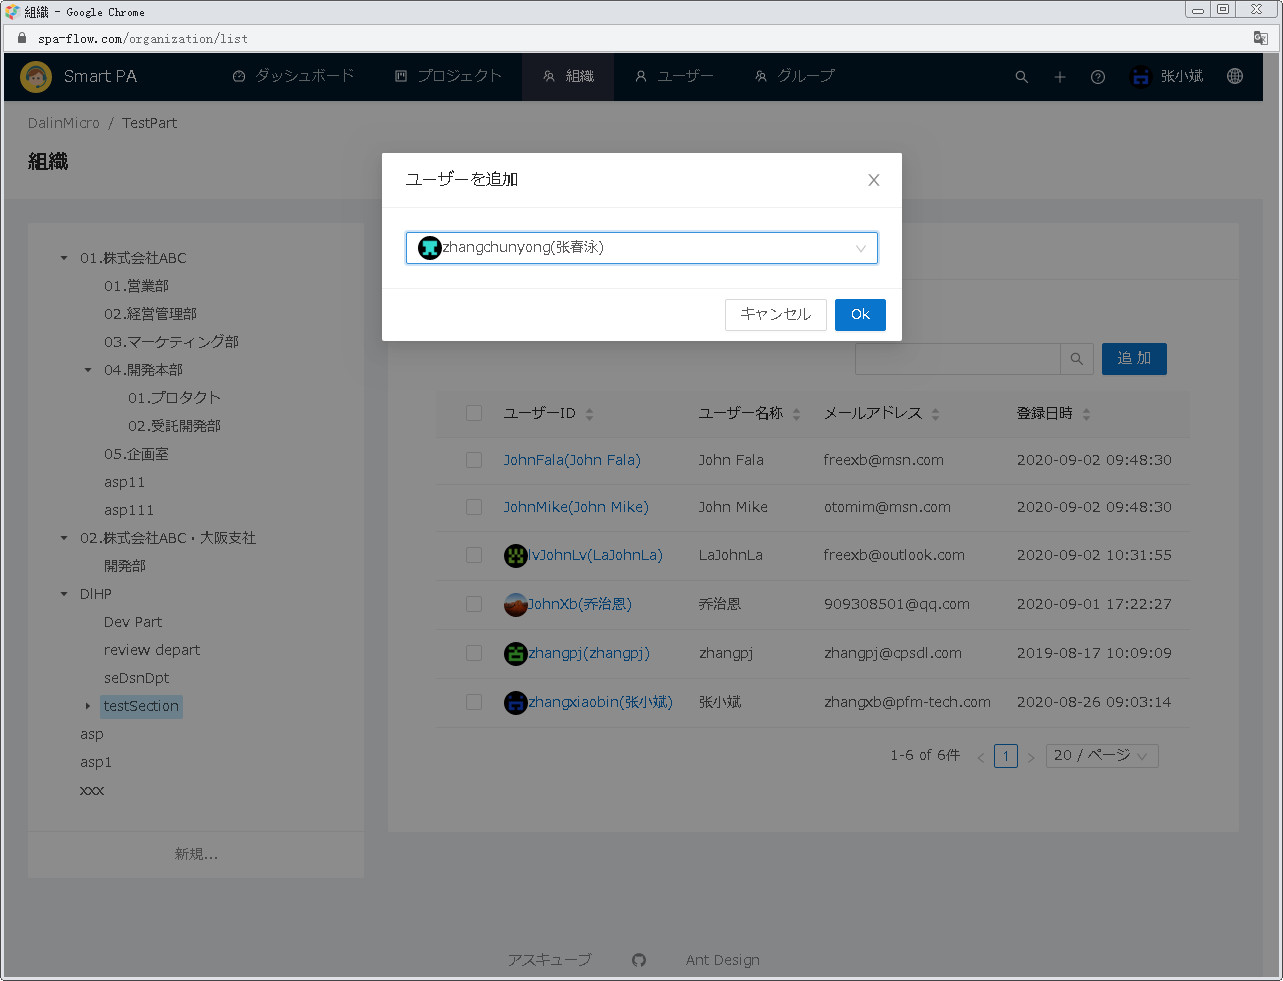 組織 - Google Chrome
spa-flow.com/organization/list
Smart PA ダッシュボード プロジェクト 組織 ユーザー グループ 张小斌
DalinMicro / TestPart
組織
ユーザーを追加
zhangchunyong(张春泳)
キャンセル Ok
01.株式会社ABC
01.営業部
02.経営管理部
03.マーケティング部
04.開発本部
01.プロタクト
02.受託開発部
05.企画室
asp11
asp111
02.株式会社ABC・大阪支社
開発部
DlHP
Dev Part
review depart
seDsnDpt
testSection
asp
asp1
xxx
新規...
追 加
ユーザーID ユーザー名称 メールアドレス 登録日時
JohnFala(John Fala) John Fala freexb@msn.com 2020-09-02 09:48:30
JohnMike(John Mike) John Mike otomim@msn.com 2020-09-02 09:48:30
lvJohnLv(LaJohnLa) LaJohnLa freexb@outlook.com 2020-09-02 10:31:55
JohnXb(乔治恩) 乔治恩 909308501@qq.com 2020-09-01 17:22:27
zhangpj(zhangpj) zhangpj zhangpj@cpsdl.com 2019-08-17 10:09:09
zhangxiaobin(张小斌) 张小斌 zhangxb@pfm-tech.com 2020-08-26 09:03:14
1-6 of 6件 < 1 > 20 / ページ
アスキューブ Ant Design